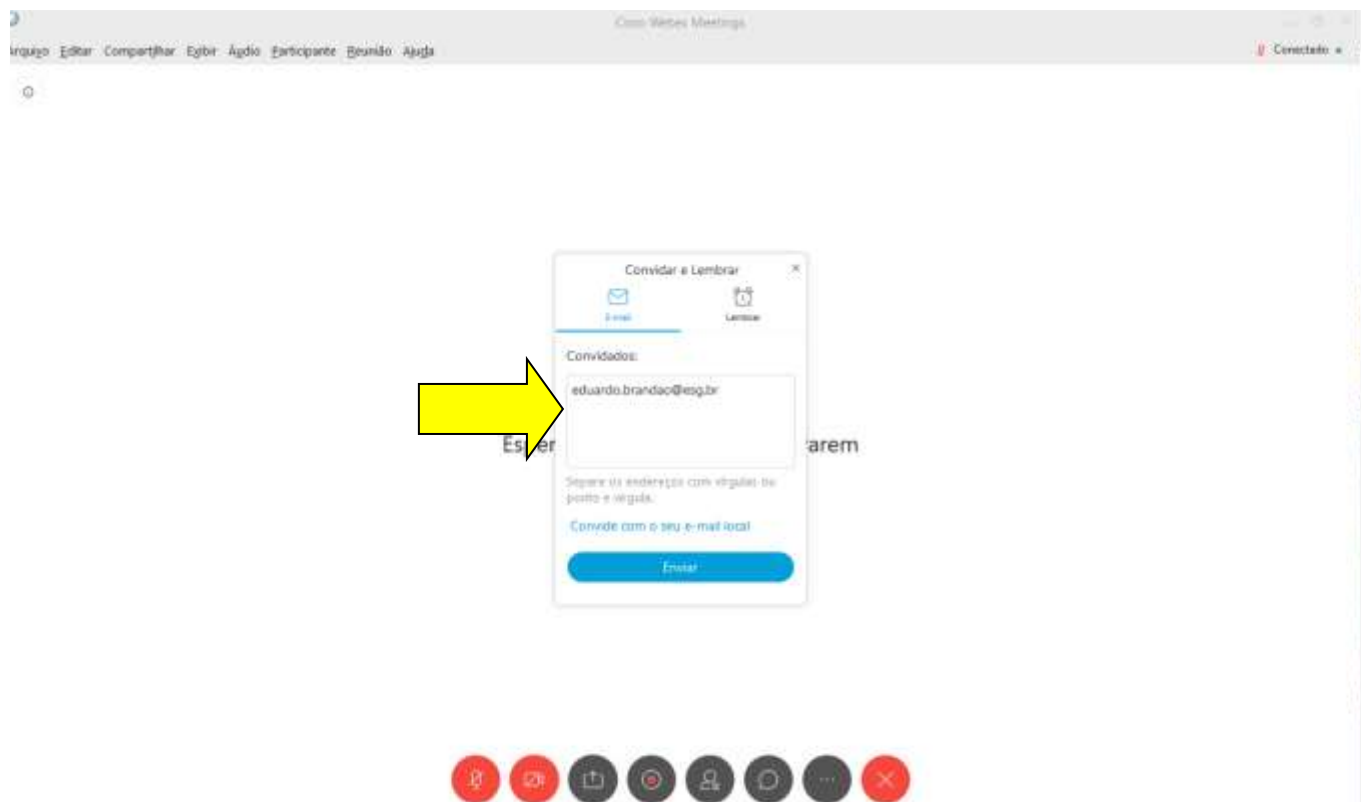 Cisco Webex Meetings
Arquivo Editar Compartilhar Exibir Áudio Participante Reunião Ajuda
Conectado
Convidar e Lembrar
E-mail Lembrar
Convidados:
eduardo.brandao@esg.br
Esper arem
Separe os endereços com vírgulas ou
ponto e vírgula.
Convide com o seu e-mail local
Enviar